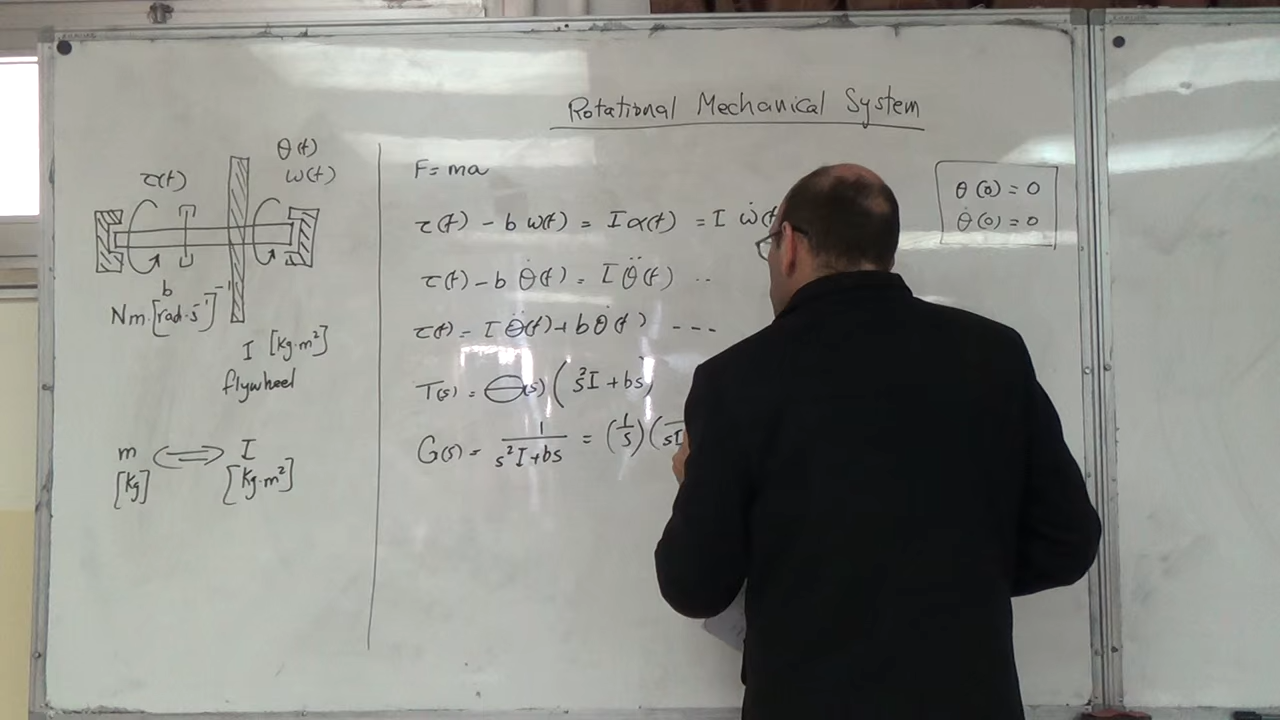 Rotational Mechanical System
θ(t)
ω(t)
τ(t)
b
Nm·[rad·s⁻¹]⁻¹
I [Kg·m²]
flywheel
m ⟺ I
[Kg] [Kg·m²]
F = ma
τ(t) - b ω(t) = I α(t) = I ω̇(t
τ(t) - b θ̇(t) = I θ̈(t) ..
τ(t) = I θ̈(t) + b θ̇(t) ---
T(s) = Θ(s) (s²I + bs)
G(s) = 1/(s²I+bs) = (1/s)(/sI
θ(0) = 0
θ̇(0) = 0